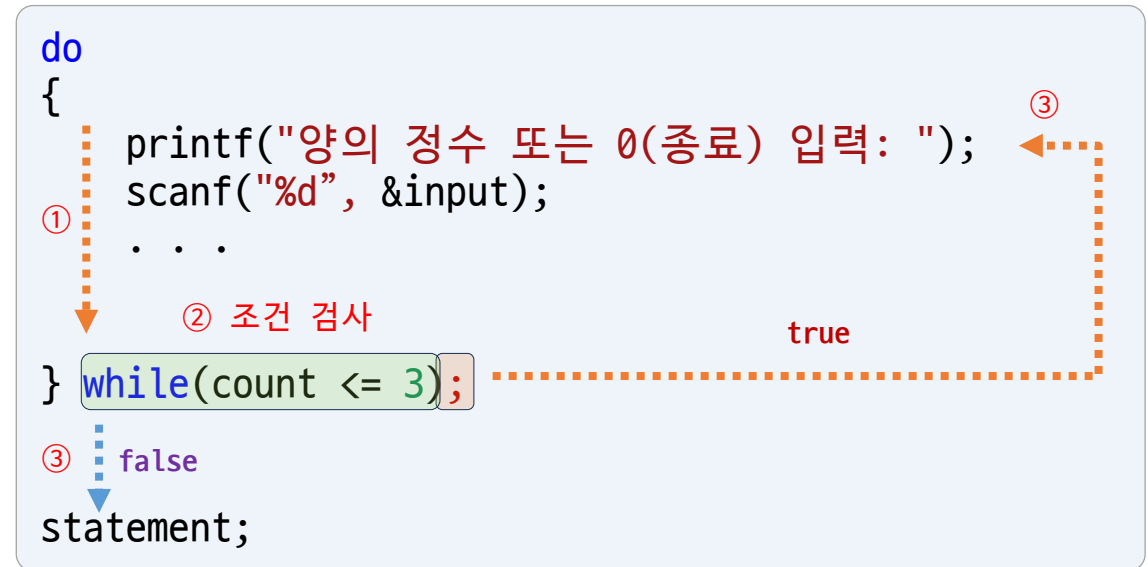 do
{
③
printf("양의 정수 또는 0(종료) 입력: ");
scanf("%d”, &input);
①
. . .
② 조건 검사
true
} while(count <= 3);
③ false
statement;